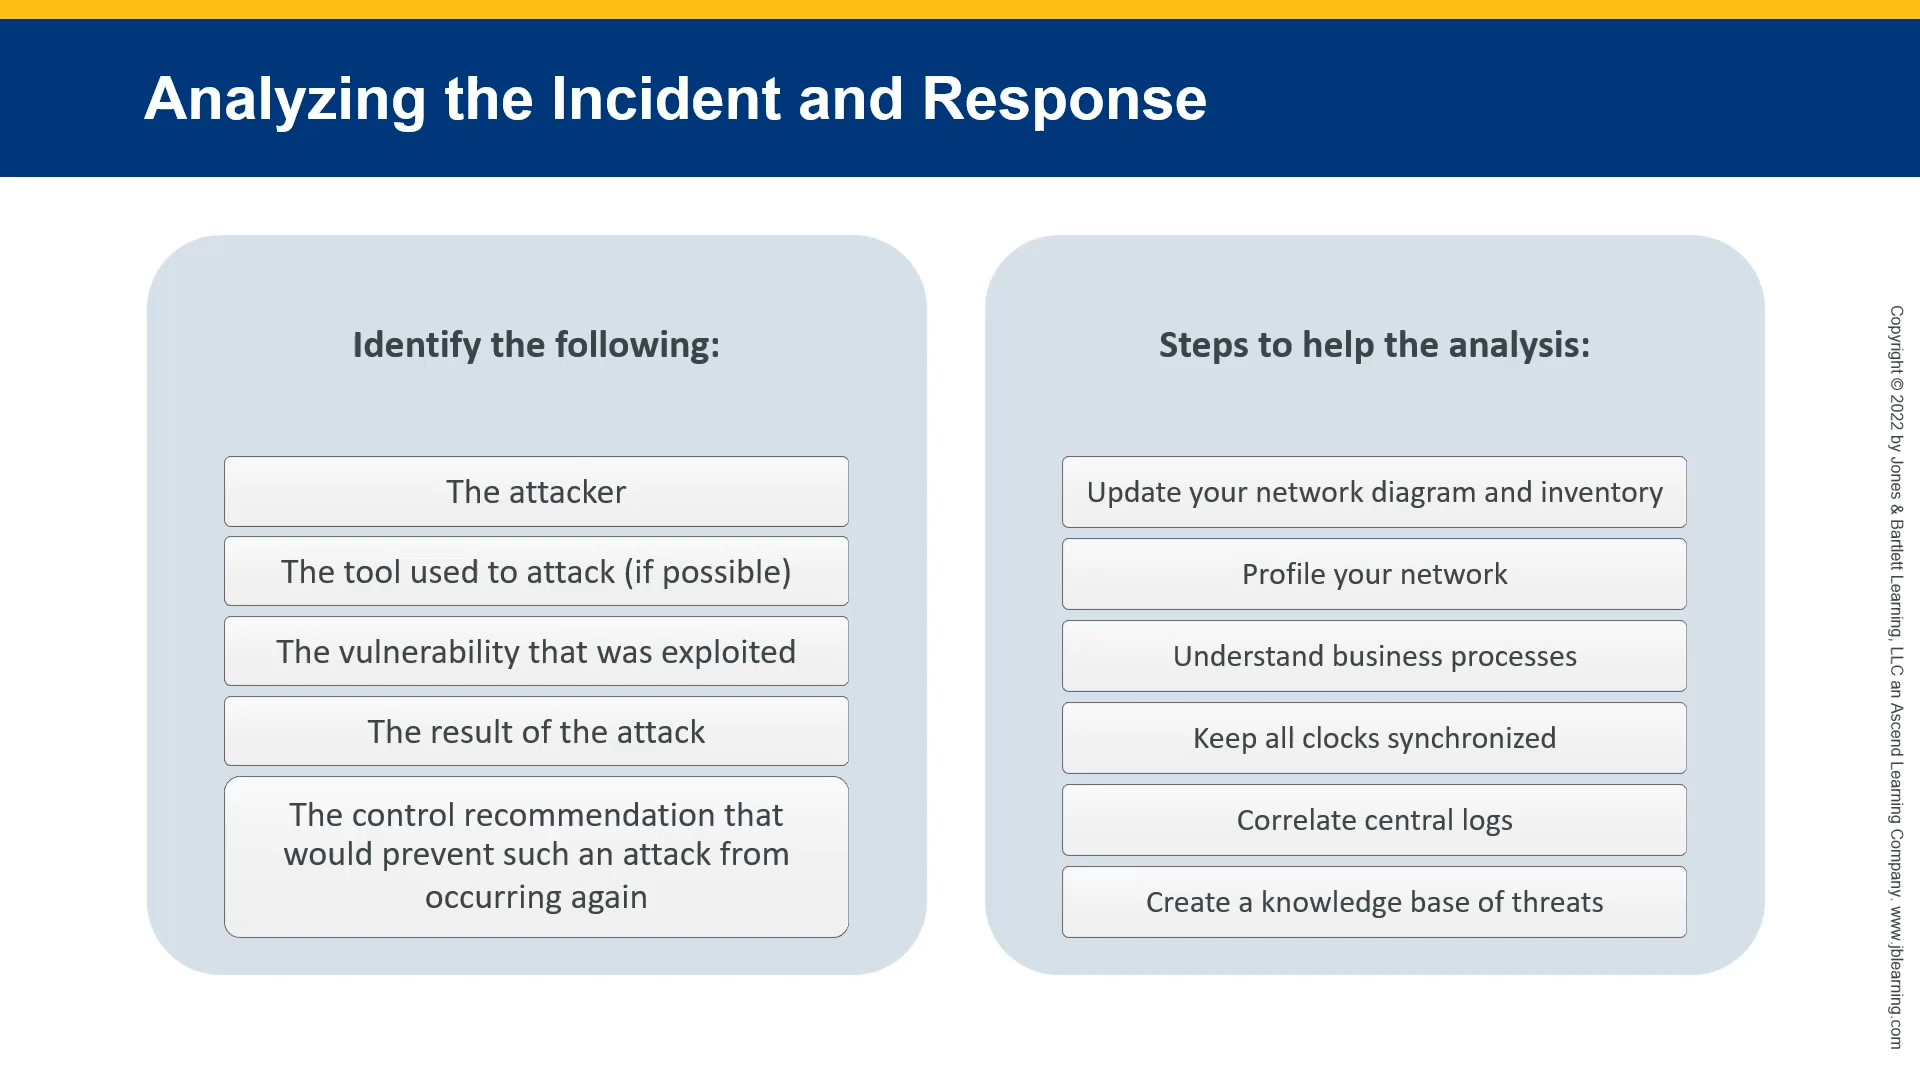 Analyzing the Incident and Response
Identify the following:
The attacker
The tool used to attack (if possible)
The vulnerability that was exploited
The result of the attack
The control recommendation that
would prevent such an attack from
occurring again
Steps to help the analysis:
Update your network diagram and inventory
Profile your network
Understand business processes
Keep all clocks synchronized
Correlate central logs
Create a knowledge base of threats
Copyright © 2022 by Jones & Bartlett Learning, LLC an Ascend Learning Company. www.jblearning.com